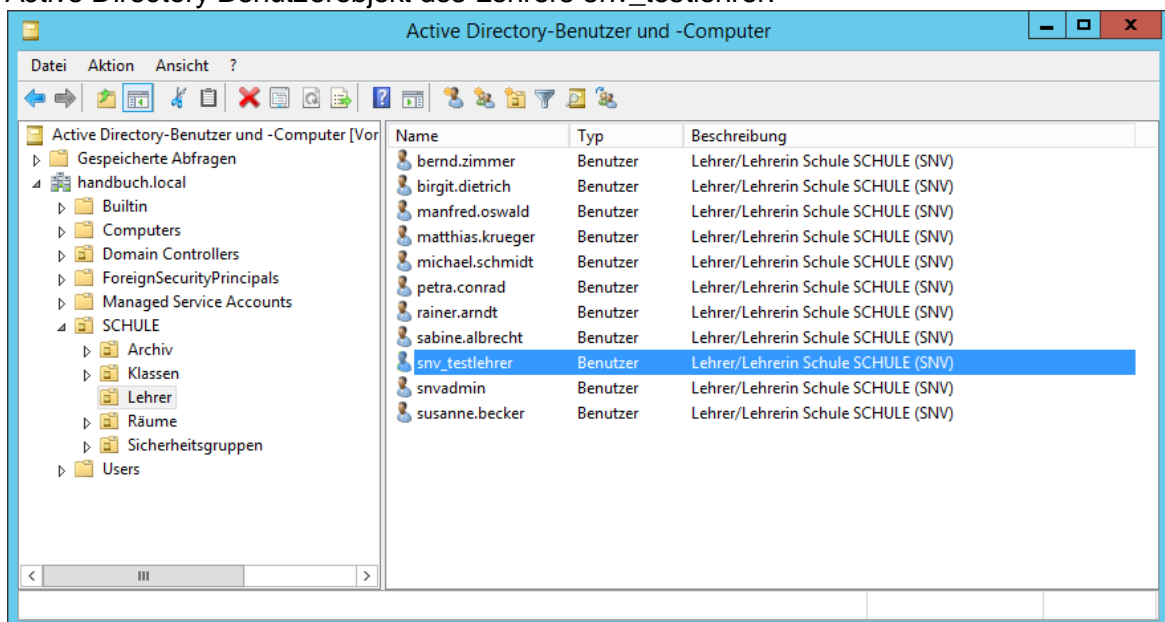 Active Directory-Benutzerobjekt des Lehrers snv_testlehrer:
Active Directory-Benutzer und -Computer
Datei Aktion Ansicht ?
Active Directory-Benutzer und -Computer [Vor
Gespeicherte Abfragen
handbuch.local
Builtin
Computers
Domain Controllers
ForeignSecurityPrincipals
Managed Service Accounts
SCHULE
Archiv
Klassen
Lehrer
Räume
Sicherheitsgruppen
Users
Name Typ Beschreibung
bernd.zimmer Benutzer Lehrer/Lehrerin Schule SCHULE (SNV)
birgit.dietrich Benutzer Lehrer/Lehrerin Schule SCHULE (SNV)
manfred.oswald Benutzer Lehrer/Lehrerin Schule SCHULE (SNV)
matthias.krueger Benutzer Lehrer/Lehrerin Schule SCHULE (SNV)
michael.schmidt Benutzer Lehrer/Lehrerin Schule SCHULE (SNV)
petra.conrad Benutzer Lehrer/Lehrerin Schule SCHULE (SNV)
rainer.arndt Benutzer Lehrer/Lehrerin Schule SCHULE (SNV)
sabine.albrecht Benutzer Lehrer/Lehrerin Schule SCHULE (SNV)
snv_testlehrer Benutzer Lehrer/Lehrerin Schule SCHULE (SNV)
snvadmin Benutzer Lehrer/Lehrerin Schule SCHULE (SNV)
susanne.becker Benutzer Lehrer/Lehrerin Schule SCHULE (SNV)